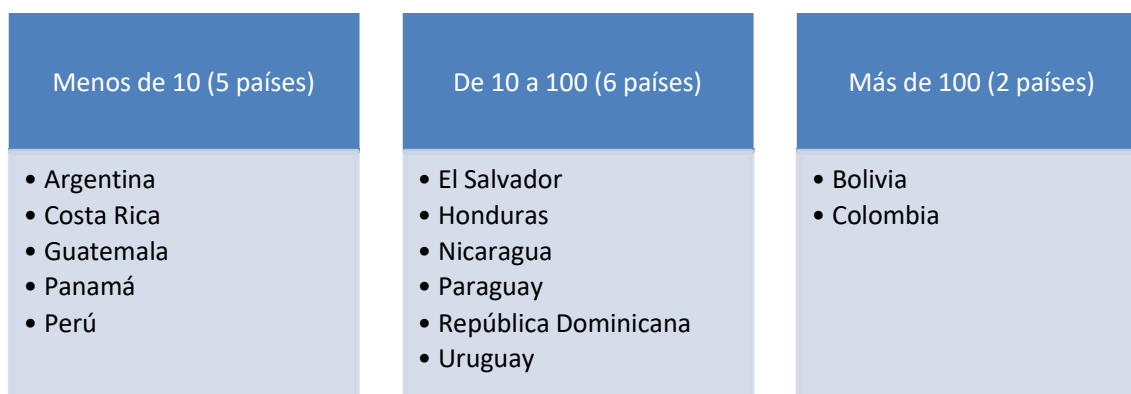 Menos de 10 (5 países)
• Argentina
• Costa Rica
• Guatemala
• Panamá
• Perú
De 10 a 100 (6 países)
• El Salvador
• Honduras
• Nicaragua
• Paraguay
• República Dominicana
• Uruguay
Más de 100 (2 países)
• Bolivia
• Colombia